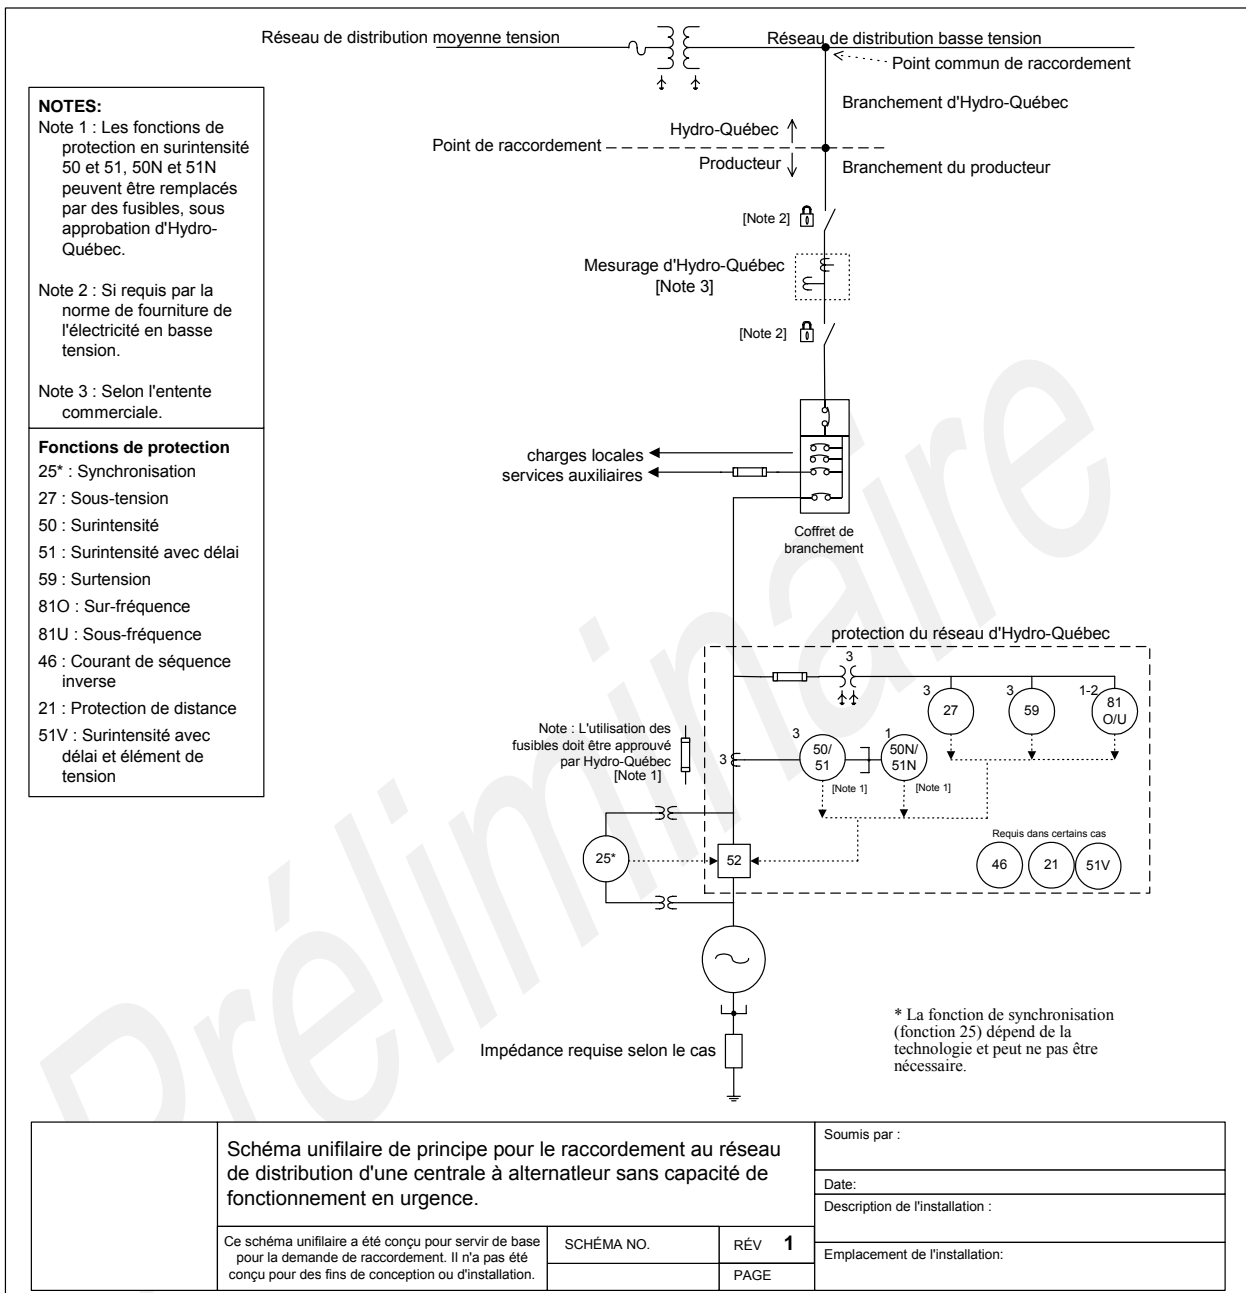 Réseau de distribution moyenne tension
Réseau de distribution basse tension
Point commun de raccordement
Branchement d'Hydro-Québec
Hydro-Québec
Point de raccordement
Producteur
Branchement du producteur
[Note 2]
Mesurage d'Hydro-Québec
[Note 3]
[Note 2]
NOTES:
Note 1 : Les fonctions de
protection en surintensité
50 et 51, 50N et 51N
peuvent être remplacés
par des fusibles, sous
approbation d'Hydro-
Québec.
Note 2 : Si requis par la
norme de fourniture de
l'électricité en basse
tension.
Note 3 : Selon l'entente
commerciale.
Fonctions de protection
25* : Synchronisation
27 : Sous-tension
50 : Surintensité
51 : Surintensité avec délai
59 : Surtension
81O : Sur-fréquence
81U : Sous-fréquence
46 : Courant de séquence
inverse
21 : Protection de distance
51V : Surintensité avec
délai et élément de
tension
charges locales
services auxiliaires
Coffret de
branchement
protection du réseau d'Hydro-Québec
3
3
27
3
59
1-2
81
O/U
Note : L'utilisation des
fusibles doit être approuvé
par Hydro-Québec
[Note 1]
3
3
50/
51
[Note 1]
1
50N/
51N
[Note 1]
25*
52
Requis dans certains cas
46
21
51V
Impédance requise selon le cas
* La fonction de synchronisation
(fonction 25) dépend de la
technologie et peut ne pas être
nécessaire.
Préliminaire
Schéma unifilaire de principe pour le raccordement au réseau
de distribution d'une centrale à alternatleur sans capacité de
fonctionnement en urgence.
Ce schéma unifilaire a été conçu pour servir de base
pour la demande de raccordement. Il n'a pas été
conçu pour des fins de conception ou d'installation.
SCHÉMA NO.
RÉV 1
PAGE
Soumis par :
Date:
Description de l'installation :
Emplacement de l'installation: